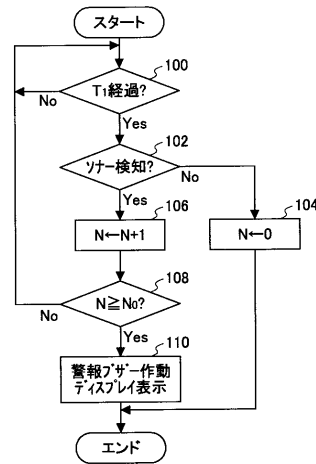 スタート
100
T1経過?
No
Yes
102
ソナー検知?
No
Yes
106
N←N+1
104
N←0
108
N≧N0?
No
Yes
110
警報ブザー作動
ディスプレイ表示
エンド